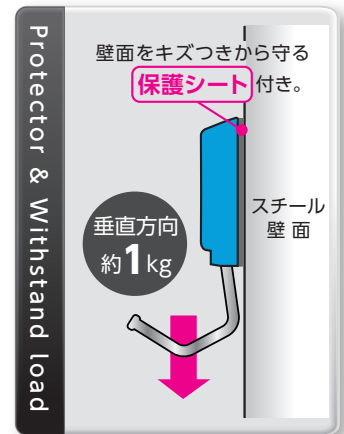 Protector & Withstand load
壁面をキズつきから守る
保護シート付き。
スチール
壁面
垂直方向
約1kg